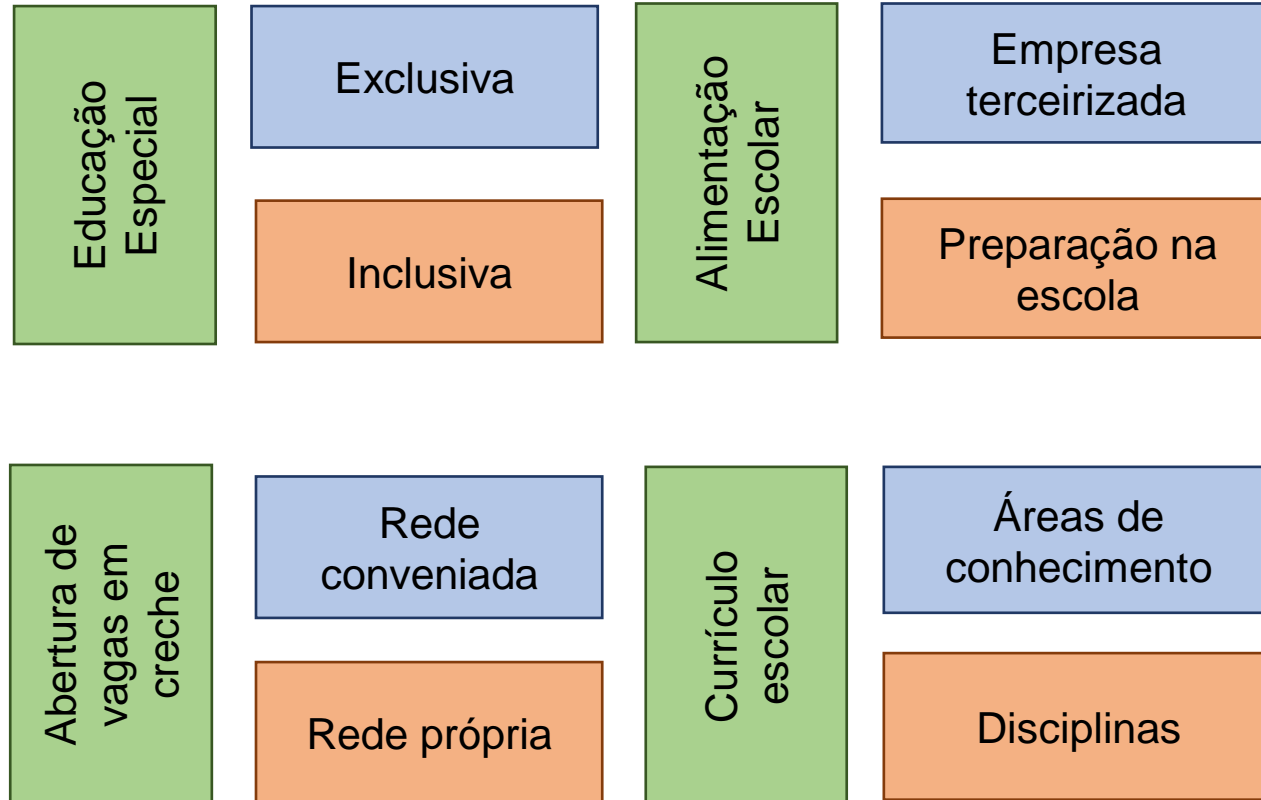 Educação
Especial
Exclusiva
Inclusiva
Alimentação
Escolar
Empresa
terceirizada
Preparação na
escola
Abertura de
vagas em
creche
Rede
conveniada
Rede própria
Currículo
escolar
Áreas de
conhecimento
Disciplinas